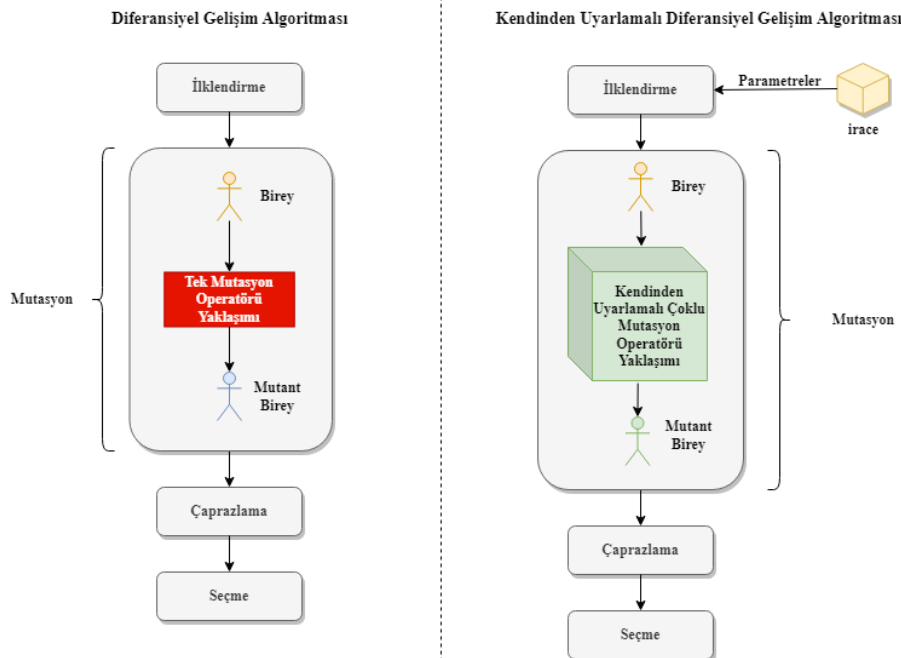 Diferansiyel Gelişim Algoritması
İlklendirme
Mutasyon
Birey
Tek Mutasyon
Operatörü
Yaklaşımı
Mutant
Birey
Çaprazlama
Seçme
Kendinden Uyarlamalı Diferansiyel Gelişim Algoritması
İlklendirme
Parametreler
irace
Birey
Kendinden
Uyarlamalı Çoklu
Mutasyon
Operatörü
Yaklaşımı
Mutasyon
Mutant
Birey
Çaprazlama
Seçme